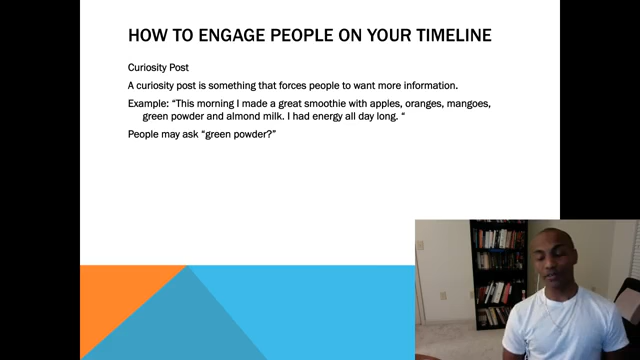 HOW TO ENGAGE PEOPLE ON YOUR TIMELINE
Curiosity Post
A curiosity post is something that forces people to want more information.
Example: “This morning I made a great smoothie with apples, oranges, mangoes,
green powder and almond milk. I had energy all day long. “
People may ask “green powder?”